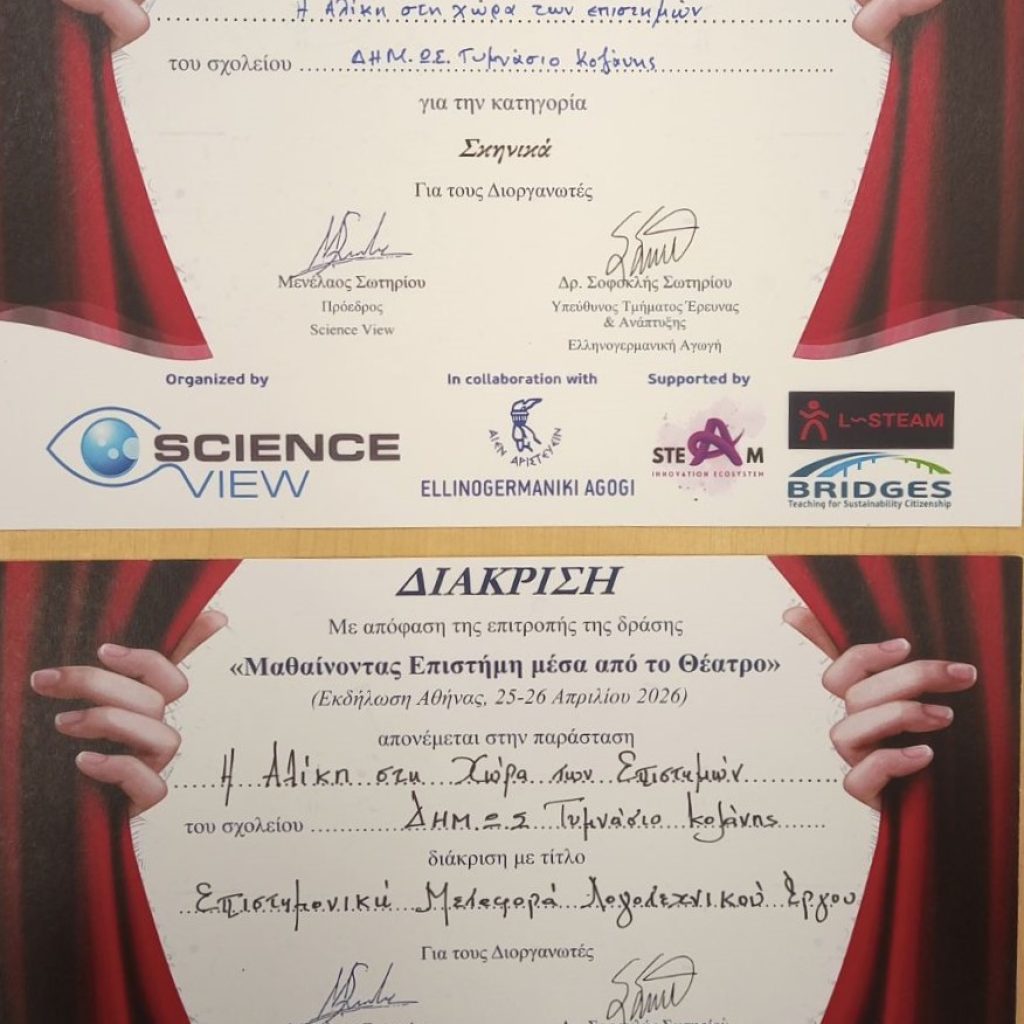 Η Αλίκη στη χώρα των επιστημών
του σχολείου ΔΗΜ.ΩΣ. Γυμνάσιο Κοζάνης
για την κατηγορία
Σκηνικά
Για τους Διοργανωτές
Μενέλαος Σωτηρίου
Πρόεδρος
Science View
Δρ. Σοφοκλής Σωτηρίου
Υπεύθυνος Τμήματος Έρευνας
& Ανάπτυξης
Ελληνογερμανική Αγωγή
Organized by
In collaboration with
Supported by
SCIENCE
VIEW
ΑΙΕΝ ΑΡΙΣΤΕΥΕΙΝ
ELLINOGERMANIKI AGOGI
STEAM
INNOVATION ECOSYSTEM
L~STEAM
BRIDGES
Teaching for Sustainability Citizenship
ΔΙΑΚΡΙΣΗ
Με απόφαση της επιτροπής της δράσης
«Μαθαίνοντας Επιστήμη μέσα από το Θέατρο»
(Εκδήλωση Αθήνας, 25-26 Απριλίου 2026)
απονέμεται στην παράσταση
Η Αλίκη στη Χώρα των Επιστημών
του σχολείου ΔΗΜ.Ω.Σ Γυμνάσιο Κοζάνης
διάκριση με τίτλο
Επιστημονική Μεταφορά Λογοτεχνικού Έργου
Για τους Διοργανωτές